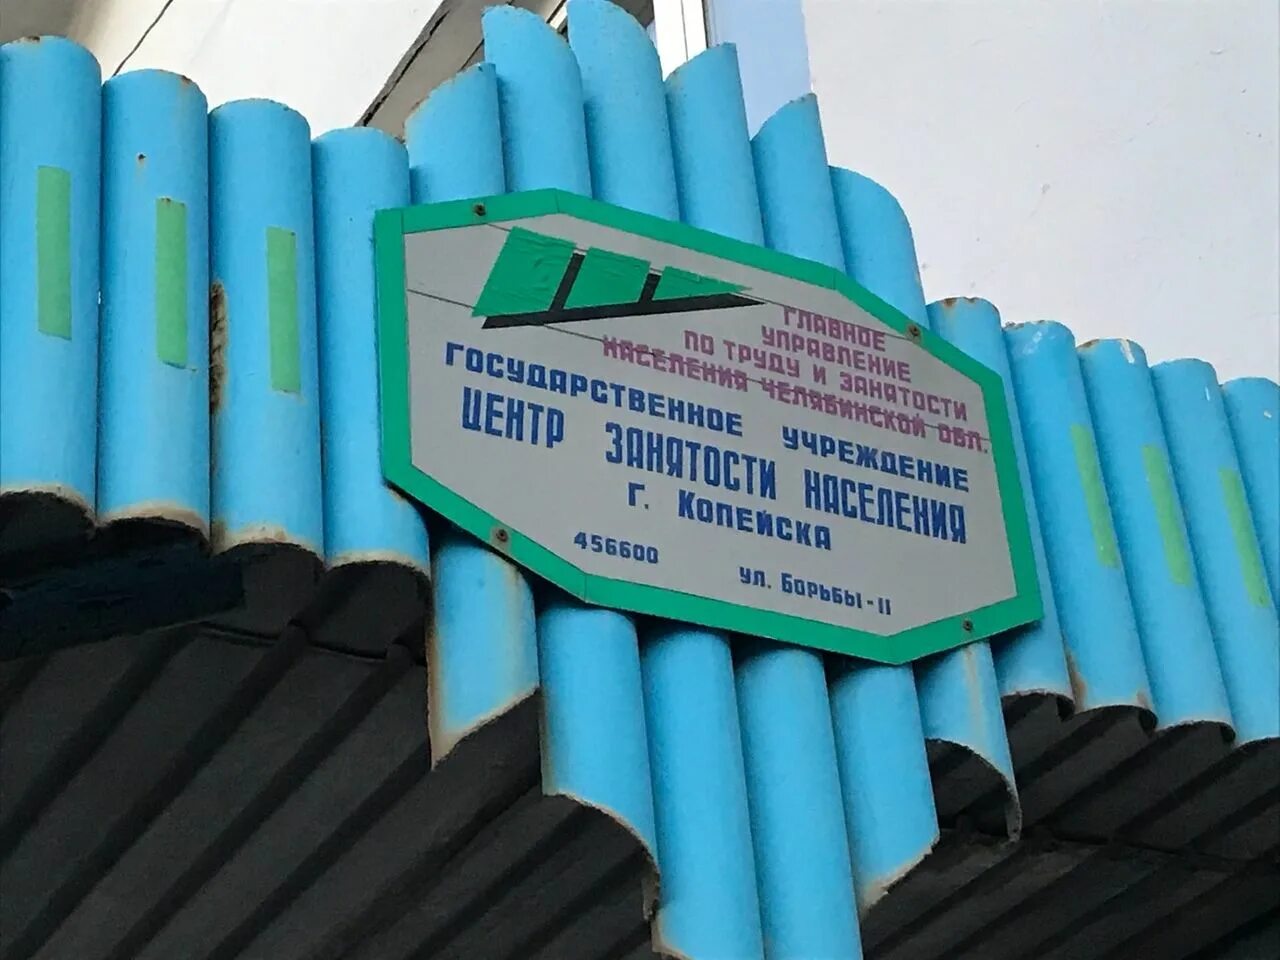 ГЛАВНОЕ
УПРАВЛЕНИЕ
ПО ТРУДУ И ЗАНЯТОСТИ
НАСЕЛЕНИЯ ЧЕЛЯБИНСКОЙ ОБЛ.
ГОСУДАРСТВЕННОЕ УЧРЕЖДЕНИЕ
ЦЕНТР ЗАНЯТОСТИ НАСЕЛЕНИЯ
Г. КОПЕЙСКА
456600 УЛ. БОРЬБЫ-11